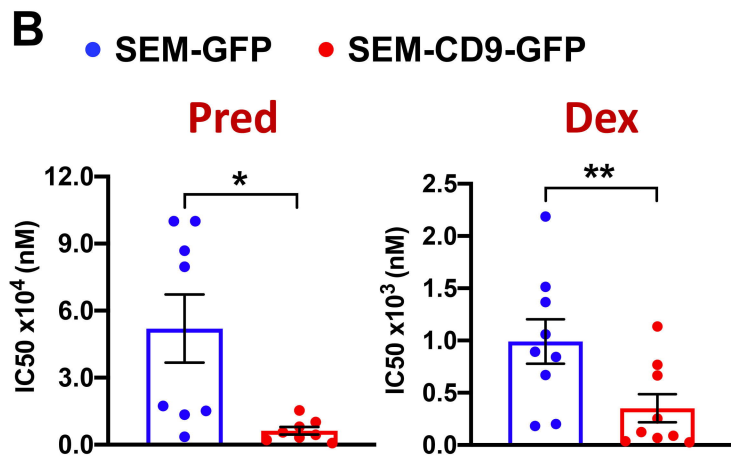 B
SEM-GFP SEM-CD9-GFP
Pred
IC50 x10⁴ (nM)
12.0
9.0
6.0
3.0
0.0
*
Dex
IC50 x10³ (nM)
2.5
2.0
1.5
1.0
0.5
0.0
**